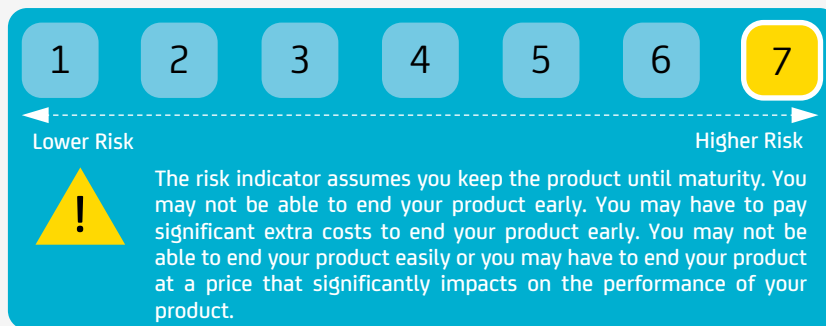 1 2 3 4 5 6 7
Lower Risk Higher Risk
!
The risk indicator assumes you keep the product until maturity. You
may not be able to end your product early. You may have to pay
significant extra costs to end your product early. You may not be
able to end your product easily or you may have to end your product
at a price that significantly impacts on the performance of your
product.